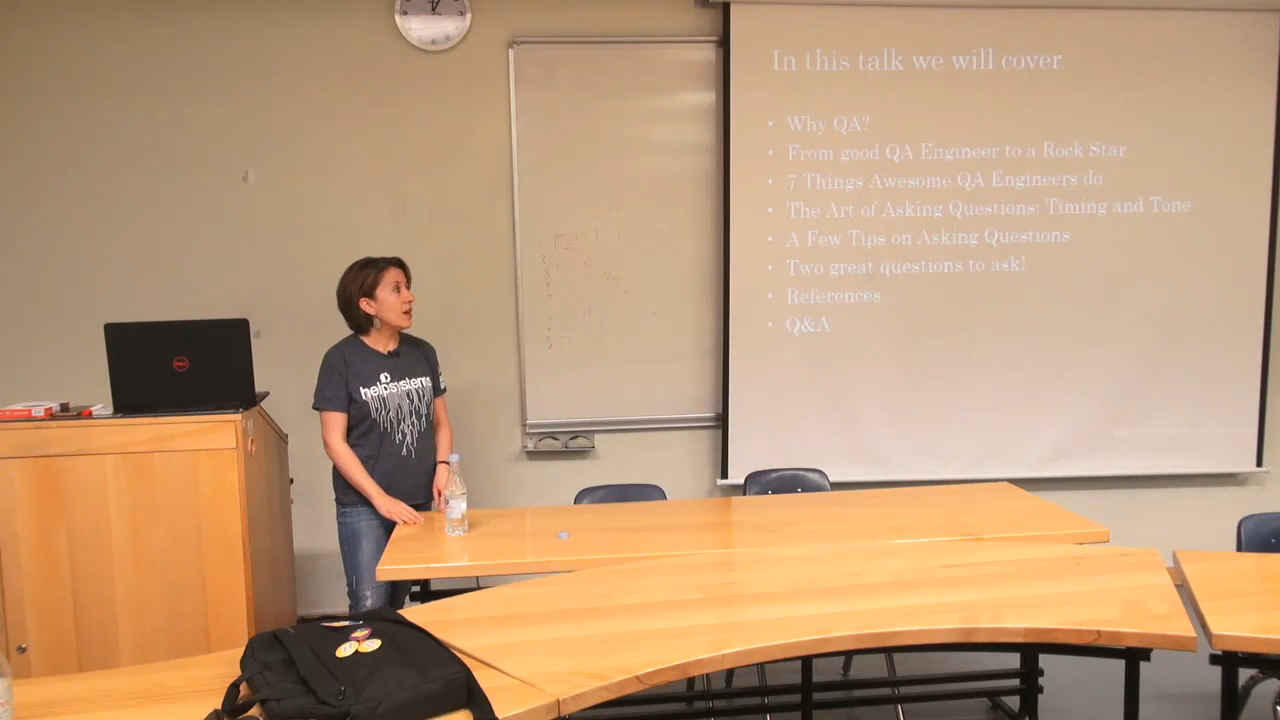 In this talk we will cover.
• Why QA?
• From good QA Engineer to a Rock Star
• 7 Things Awesome QA Engineers do
• The Art of Asking Questions: Timing and Tone
• A Few Tips on Asking Questions
• Two great questions to ask!
• References
• Q&A
helpsystems
DELL